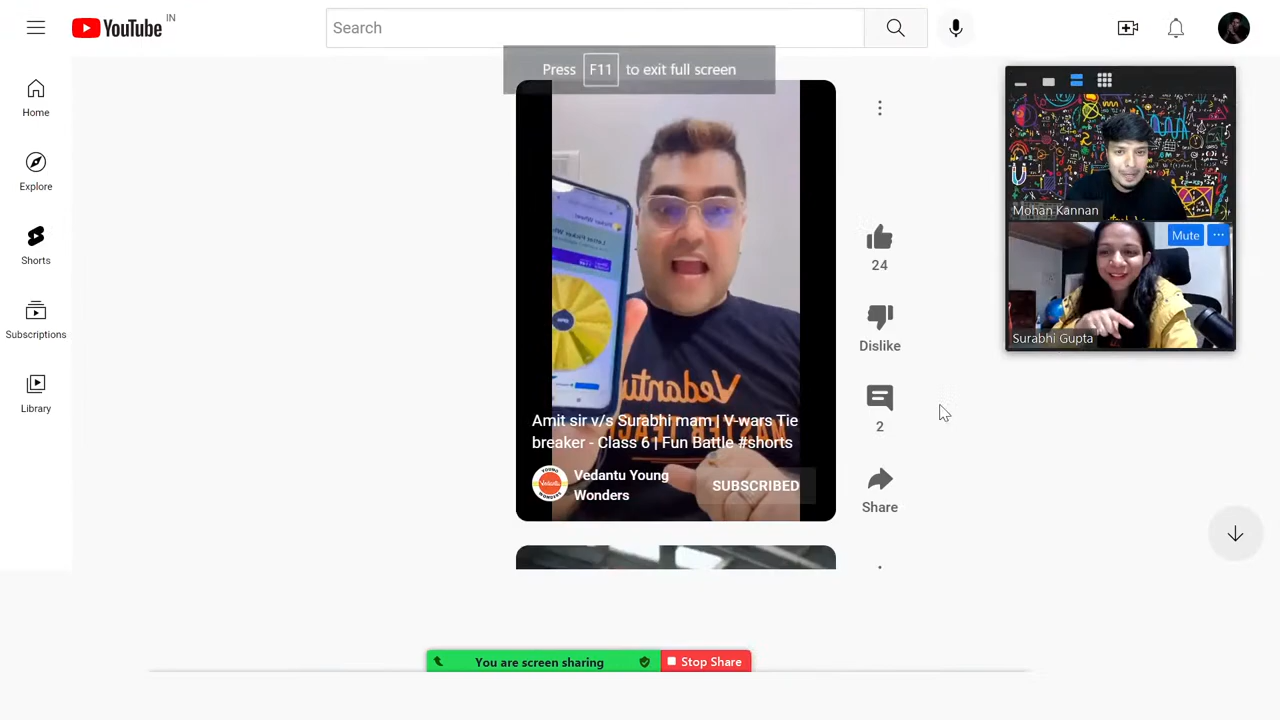 YouTube IN
Search
Press F11 to exit full screen
Home
Explore
Shorts
Subscriptions
Library
Mohan Kannan
Mute
Surabhi Gupta
24
Dislike
2
Share
Vedantu
Amit sir v/s Surabhi mam | V-wars Tie
breaker - Class 6 | Fun Battle #shorts
Vedantu Young
Wonders
SUBSCRIBED
You are screen sharing
Stop Share